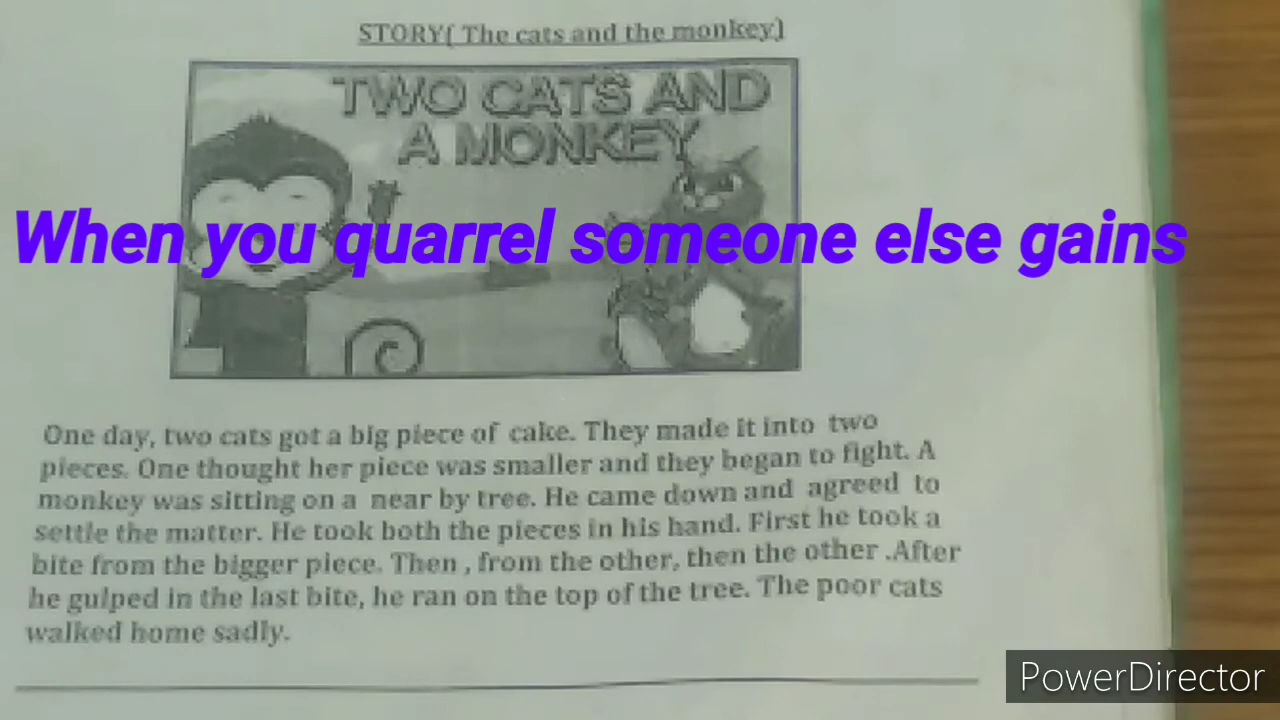 STORY( The cats and the monkey)
TWO CATS AND
A MONKEY
When you quarrel someone else gains
One day, two cats got a big piece of cake. They made it into two
pieces. One thought her piece was smaller and they began to fight. A
monkey was sitting on a near by tree. He came down and agreed to
settle the matter. He took both the pieces in his hand. First he took a
bite from the bigger piece. Then , from the other, then the other .After
he gulped in the last bite, he ran on the top of the tree. The poor cats
walked home sadly.
PowerDirector